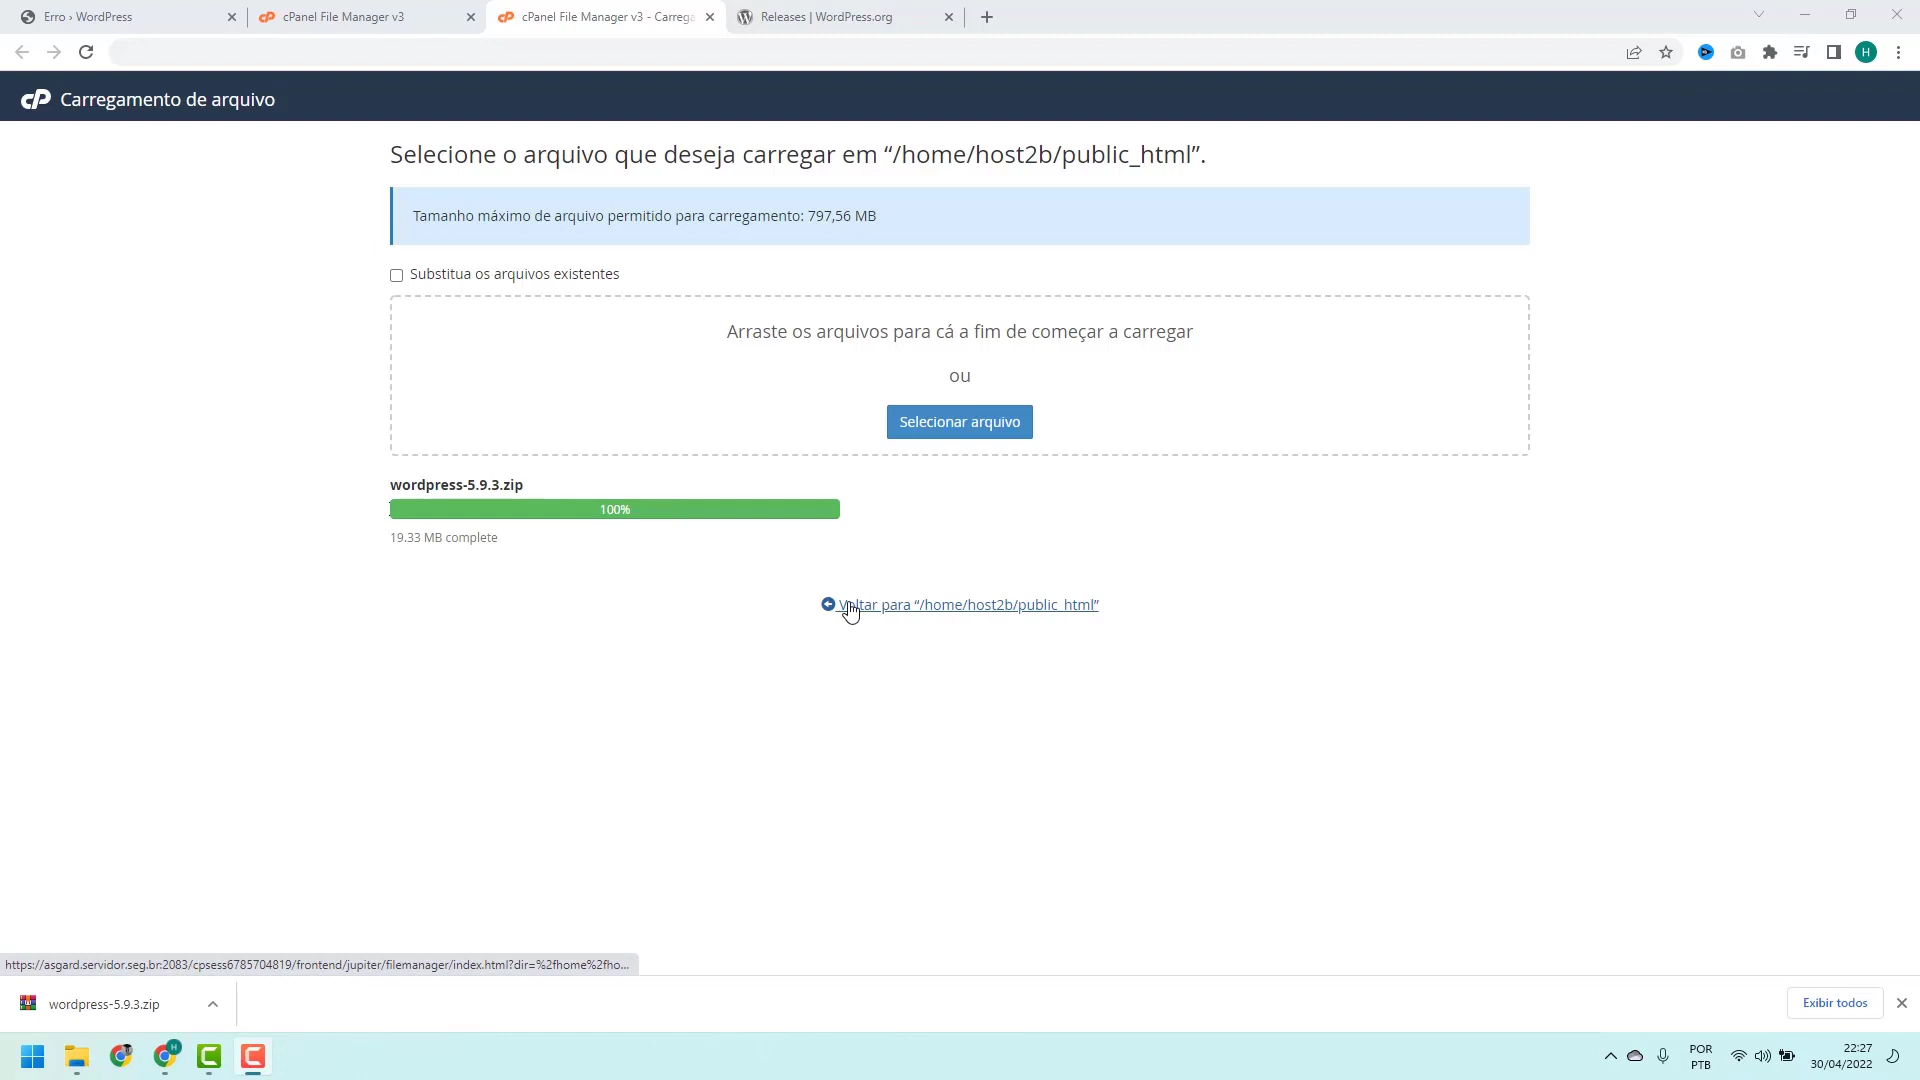 Erro › WordPress
cPanel File Manager v3
cPanel File Manager v3 - Carrega
Releases | WordPress.org
H
cP Carregamento de arquivo
Selecione o arquivo que deseja carregar em “/home/host2b/public_html”.
Tamanho máximo de arquivo permitido para carregamento: 797,56 MB
Substitua os arquivos existentes
Arraste os arquivos para cá a fim de começar a carregar
ou
Selecionar arquivo
wordpress-5.9.3.zip
100%
19.33 MB complete
Voltar para “/home/host2b/public_html”
https://asgard.servidor.seg.br:2083/cpsess6785704819/frontend/jupiter/filemanager/index.html?dir=%2fhome%2fho...
wordpress-5.9.3.zip
Exibir todos
H
POR
PTB
22:27
30/04/2022